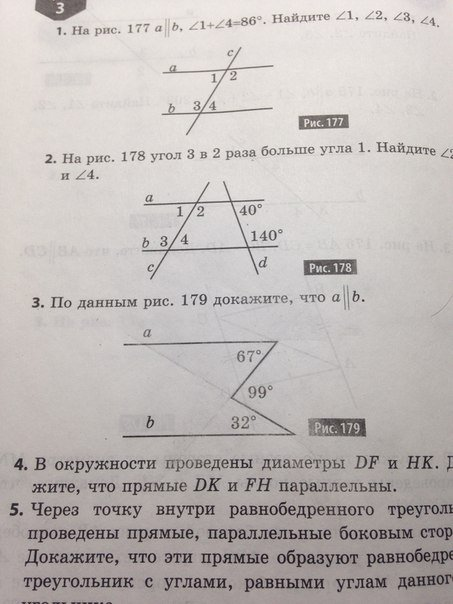 3
1. На рис. 177 a∥b, ∠1+∠4=86°. Найдите ∠1, ∠2, ∠3, ∠4.
c
a
1 2
b 3 4
Рис. 177
2. На рис. 178 угол 3 в 2 раза больше угла 1. Найдите ∠2
и ∠4.
a
1 2 40°
b 3 4 140°
c d
Рис. 178
3. По данным рис. 179 докажите, что a∥b.
a
67°
99°
b 32°
Рис. 179
4. В окружности проведены диаметры DF и HK.
жите, что прямые DK и FH параллельны.
5. Через точку внутри равнобедренного треуголь
проведены прямые, параллельные боковым стор
Докажите, что эти прямые образуют равнобедре
треугольник с углами, равными углам данного